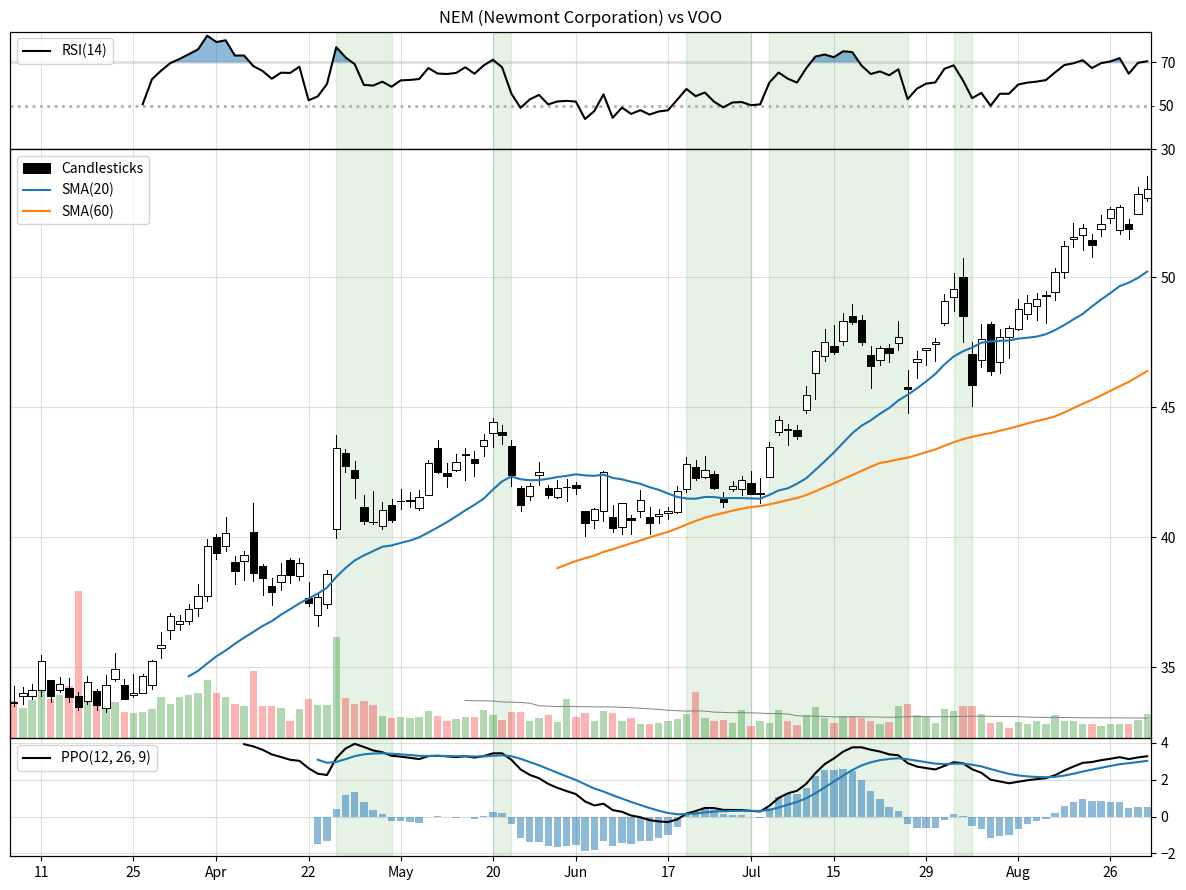 NEM (Newmont Corporation) vs VOO
RSI(14)
70
50
30
Candlesticks
SMA(20)
SMA(60)
50
45
40
35
PPO(12, 26, 9)
4
2
0
−2
11 25 Apr 22 May 20 Jun 17 Jul 15 29 Aug 26